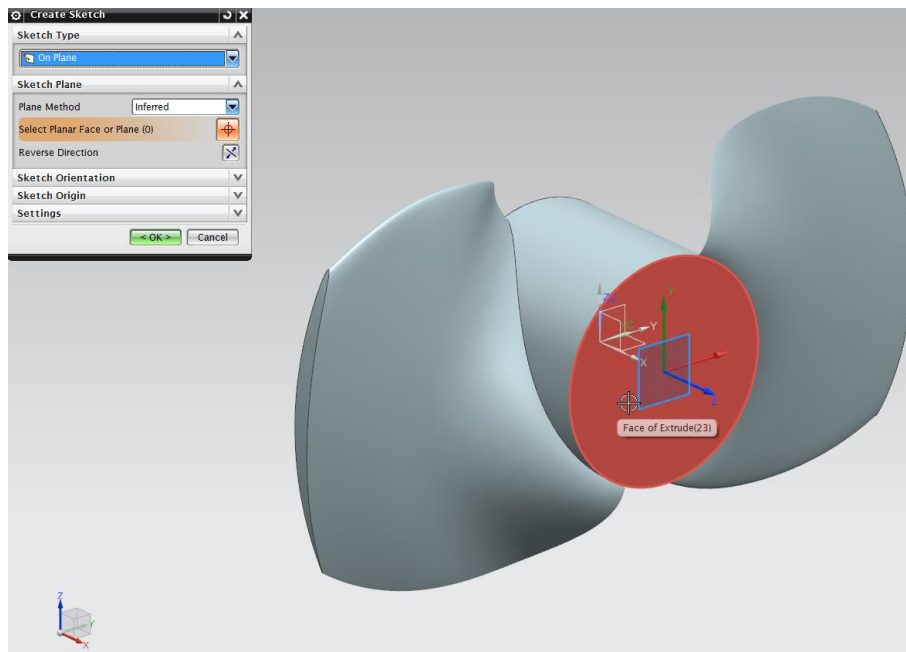 Create Sketch
Sketch Type
On Plane
Sketch Plane
Plane Method Inferred
Select Planar Face or Plane (0)
Reverse Direction
Sketch Orientation
Sketch Origin
Settings
< OK > Cancel
Y
Y
X
Z
Face of Extrude(23)
Z
Y
X